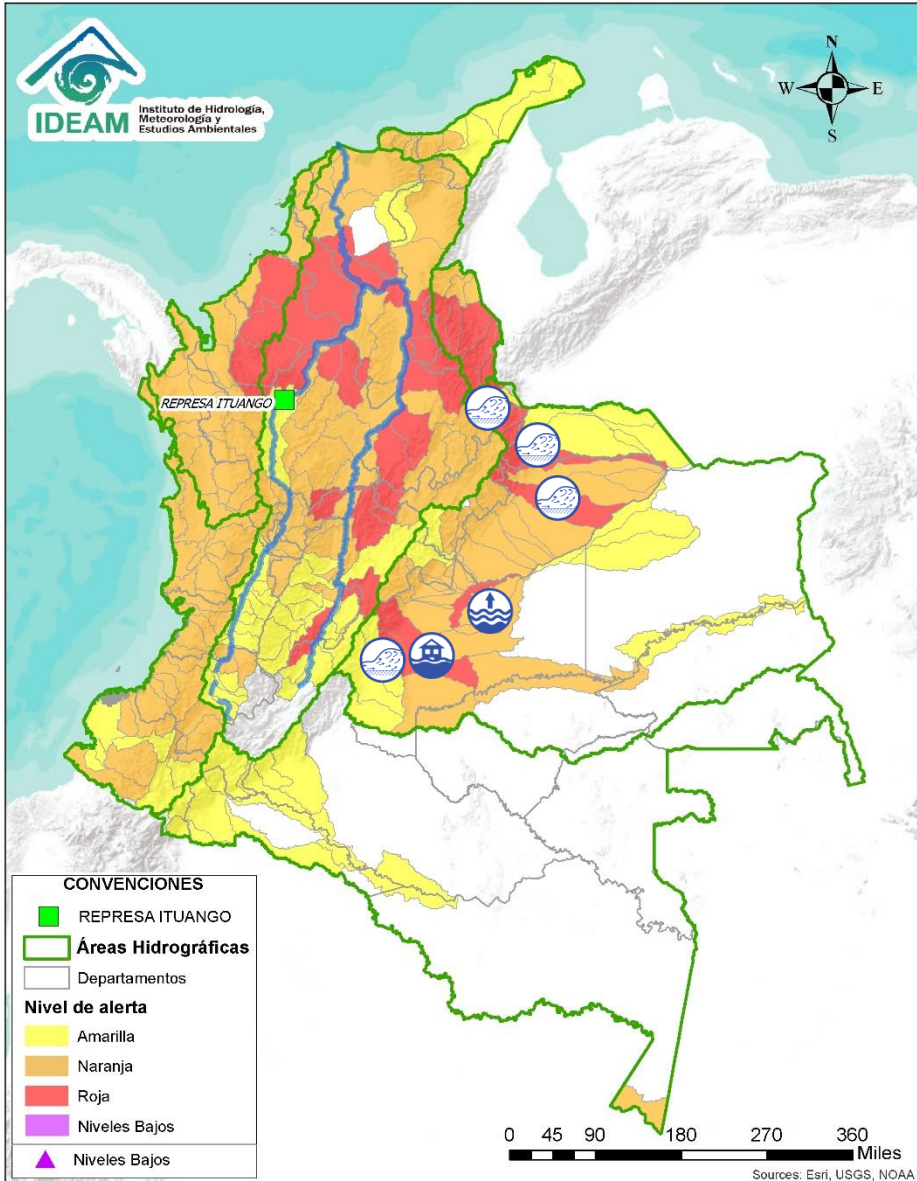 IDEAM
Instituto de Hidrología,
Meteorología y
Estudios Ambientales
N
W
E
S
REPRESA ITUANGO
CONVENCIONES
REPRESA ITUANGO
Áreas Hidrográficas
Departamentos
Nivel de alerta
Amarilla
Naranja
Roja
Niveles Bajos
Niveles Bajos
0 45 90 180 270 360
Miles
Sources: Esri, USGS, NOAA